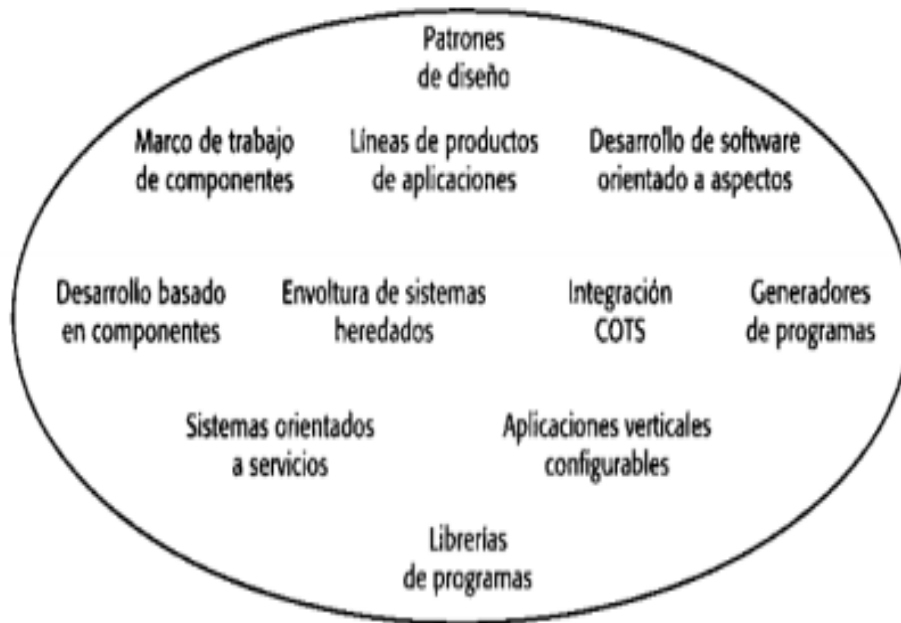 Patrones
de diseño
Marco de trabajo
de componentes
Líneas de productos
de aplicaciones
Desarrollo de software
orientado a aspectos
Desarrollo basado
en componentes
Envoltura de sistemas
heredados
Integración
COTS
Generadores
de programas
Sistemas orientados
a servicios
Aplicaciones verticales
configurables
Librerías
de programas